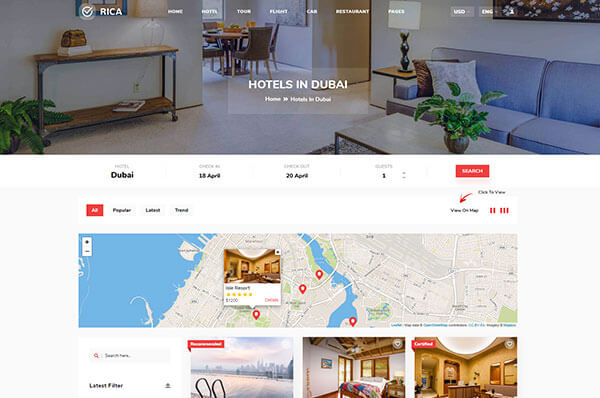 RICA
HOME HOTEL TOUR FLIGHT CAR RESTAURANT PAGES USD ENG
HOTELS IN DUBAI
Home » Hotels In Dubai
HOTEL CHECK IN CHECK OUT GUESTS
Dubai 18 April 20 April 1 SEARCH
Click To View
All Popular Latest Trend View On Map
+
−
Isle Resort
$1200
Leaflet | Map data © OpenStreetMap contributors, CC-BY-SA, Imagery © Mapbox
Search here..
Recommended
Certified
Latest Filter